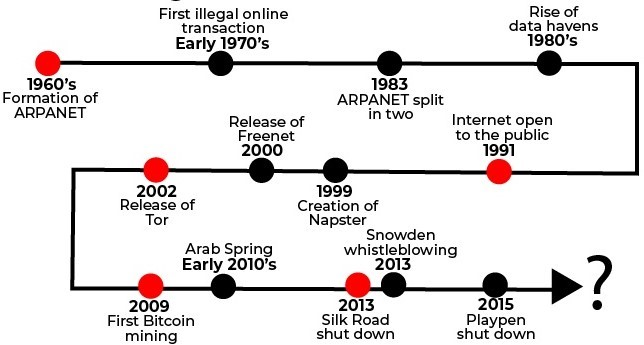 First illegal online
transaction
Early 1970's
Rise of
data havens
1980's
1960's
Formation of
ARPANET
1983
ARPANET split
in two
Internet open
to the public
1991
Release of
Freenet
2000
1999
Creation of
Napster
2002
Release of
Tor
Arab Spring
Early 2010's
Snowden
whistleblowing
2013
2009
First Bitcoin
mining
2013
Silk Road
shut down
2015
Playpen
shut down
?